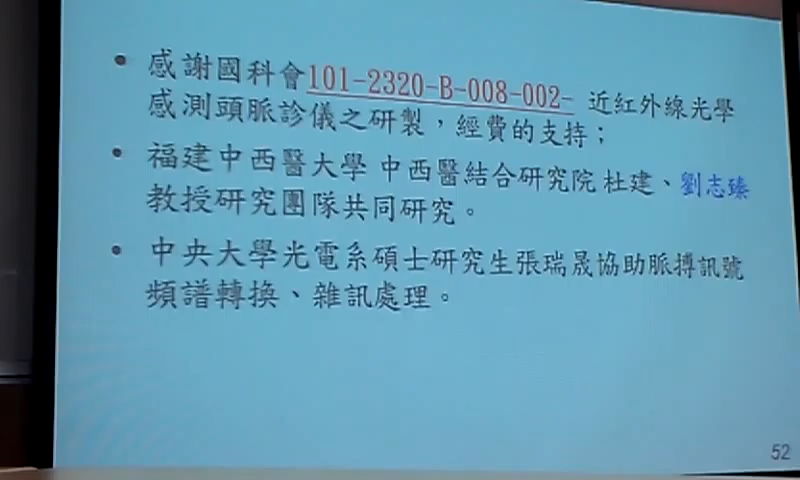 • 感謝國科會101-2320-B-008-002- 近紅外線光學
感測頭脈診儀之研製，經費的支持；
• 福建中西醫大學 中西醫結合研究院 杜建、劉志臻
教授研究團隊共同研究。
• 中央大學光電系碩士研究生張瑞晟協助脈搏訊號
頻譜轉換、雜訊處理。
52